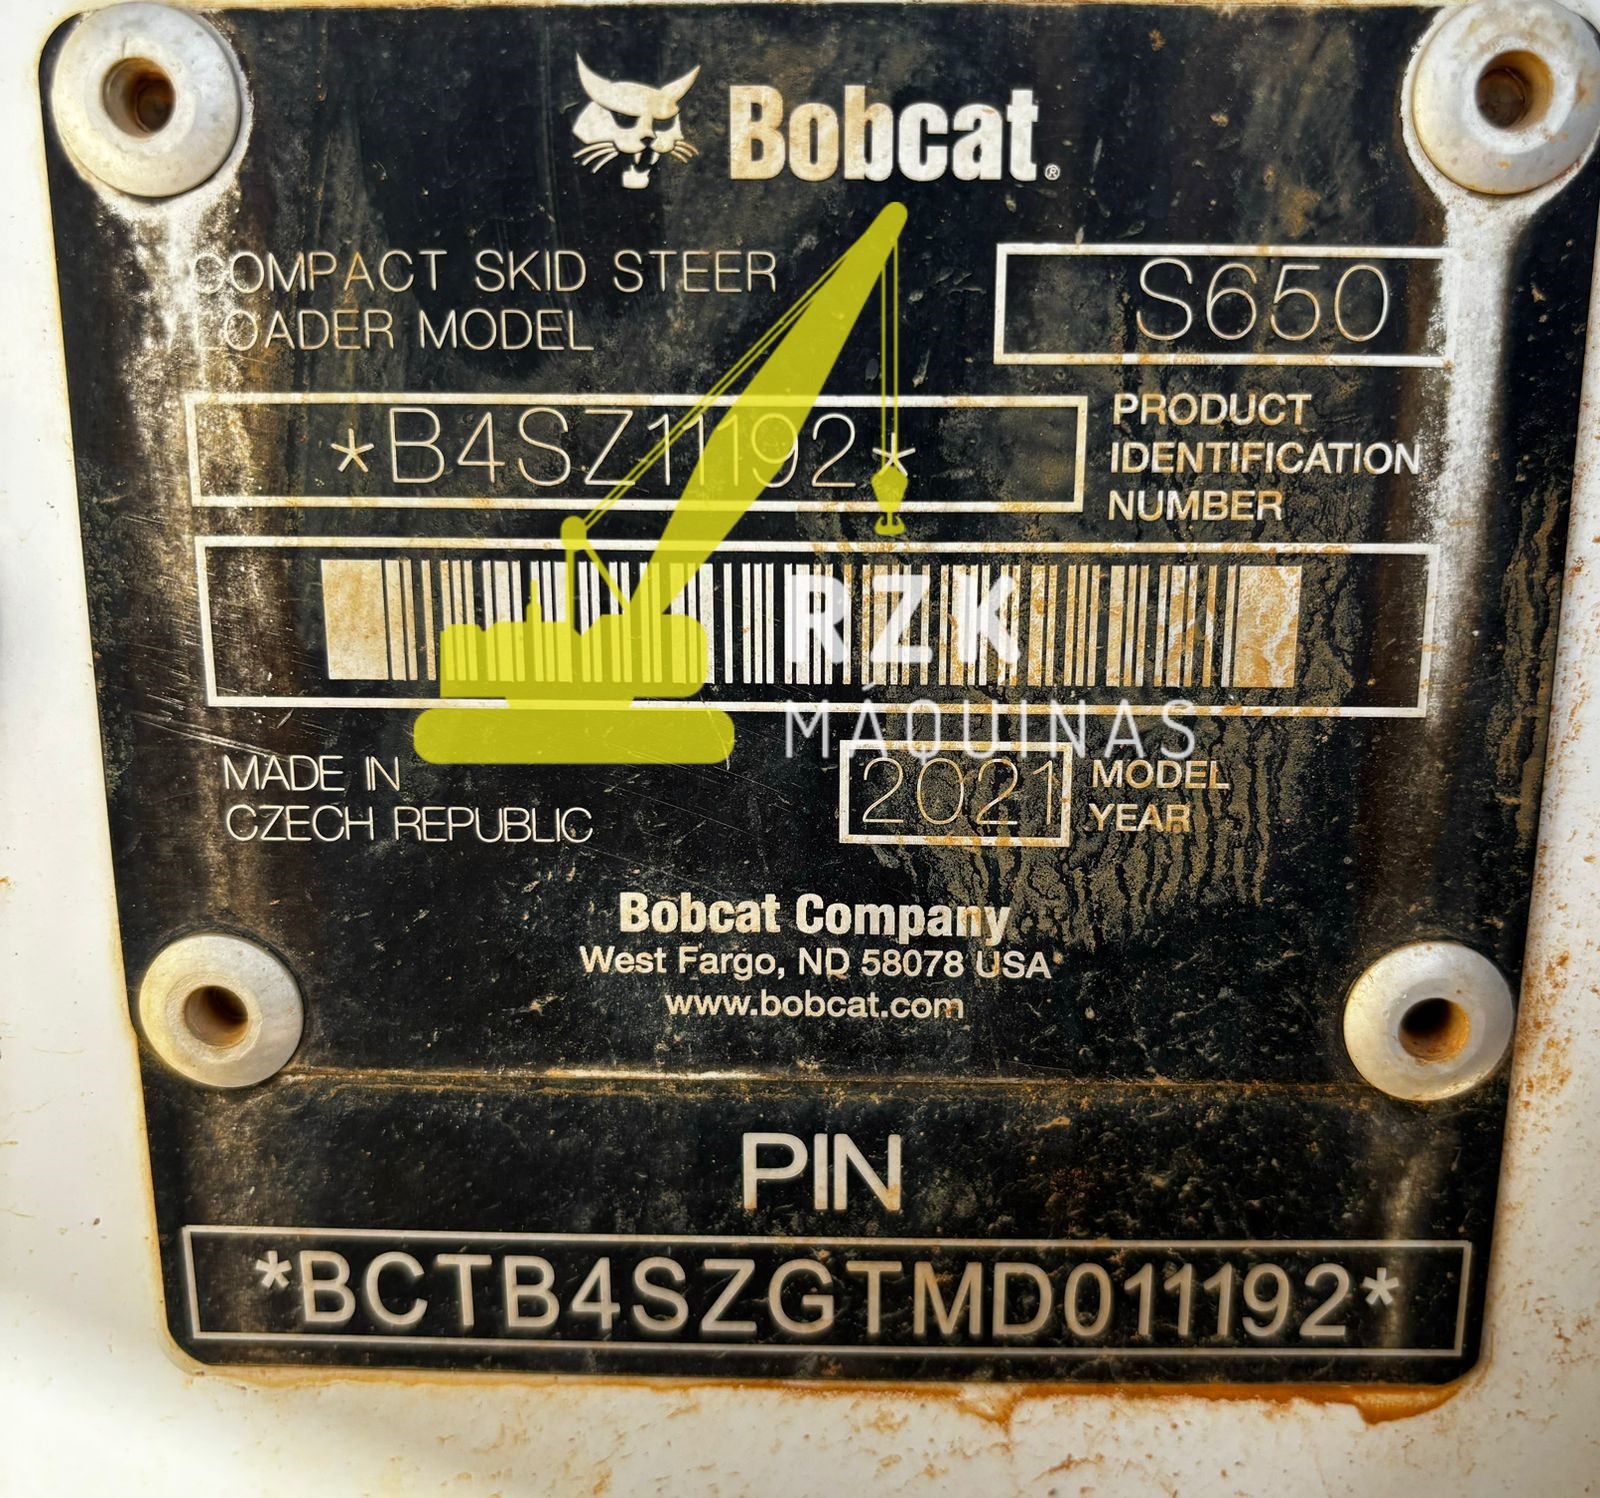 Bobcat®
COMPACT SKID STEER
LOADER MODEL
S650
*B4SZ11192*
PRODUCT
IDENTIFICATION
NUMBER
RZK
MÁQUINAS
MADE IN
CZECH REPUBLIC
2021
MODEL
YEAR
Bobcat Company
West Fargo, ND 58078 USA
www.bobcat.com
PIN
*BCTB4SZGTMD011192*